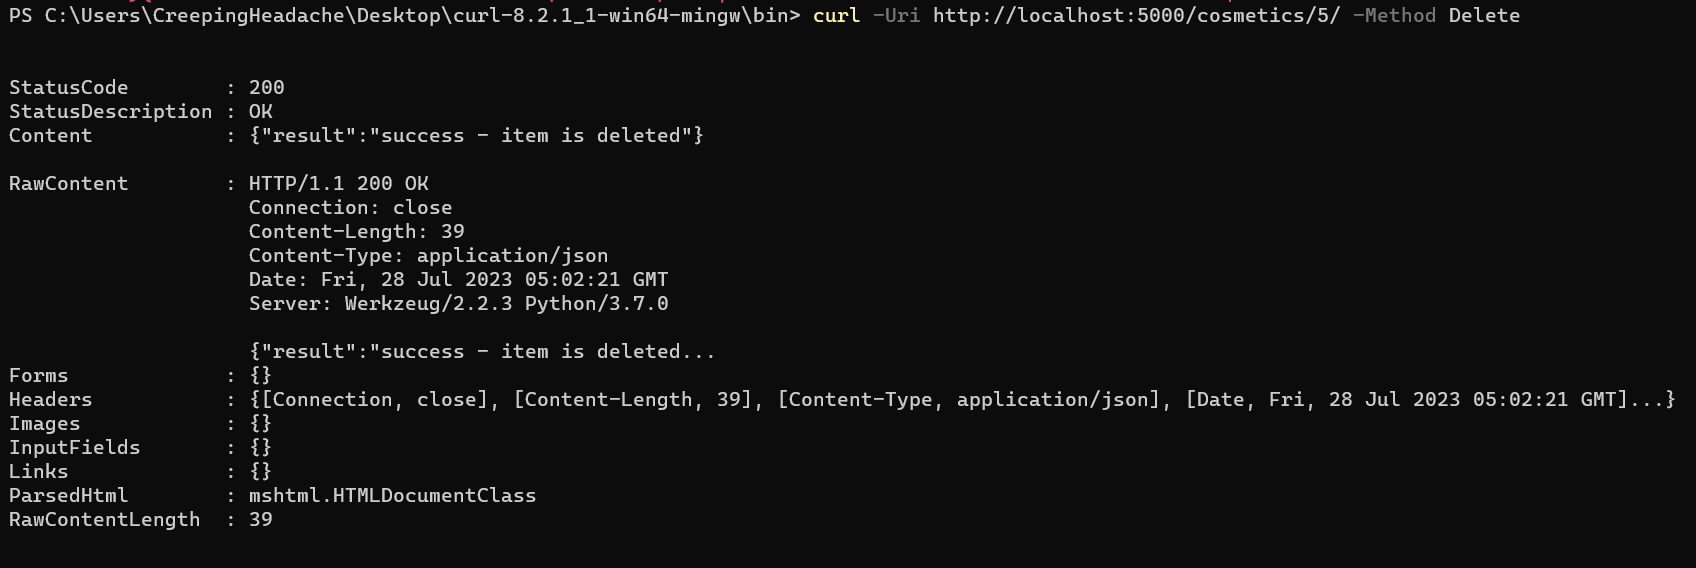 PS C:\Users\CreepingHeadache\Desktop\curl-8.2.1_1-win64-mingw\bin> curl -Uri http://localhost:5000/cosmetics/5/ -Method Delete
StatusCode        : 200
StatusDescription : OK
Content           : {"result":"success - item is deleted"}
RawContent        : HTTP/1.1 200 OK
Connection: close
Content-Length: 39
Content-Type: application/json
Date: Fri, 28 Jul 2023 05:02:21 GMT
Server: Werkzeug/2.2.3 Python/3.7.0
{"result":"success - item is deleted...
Forms             : {}
Headers           : {[Connection, close], [Content-Length, 39], [Content-Type, application/json], [Date, Fri, 28 Jul 2023 05:02:21 GMT]...}
Images            : {}
InputFields       : {}
Links             : {}
ParsedHtml        : mshtml.HTMLDocumentClass
RawContentLength  : 39